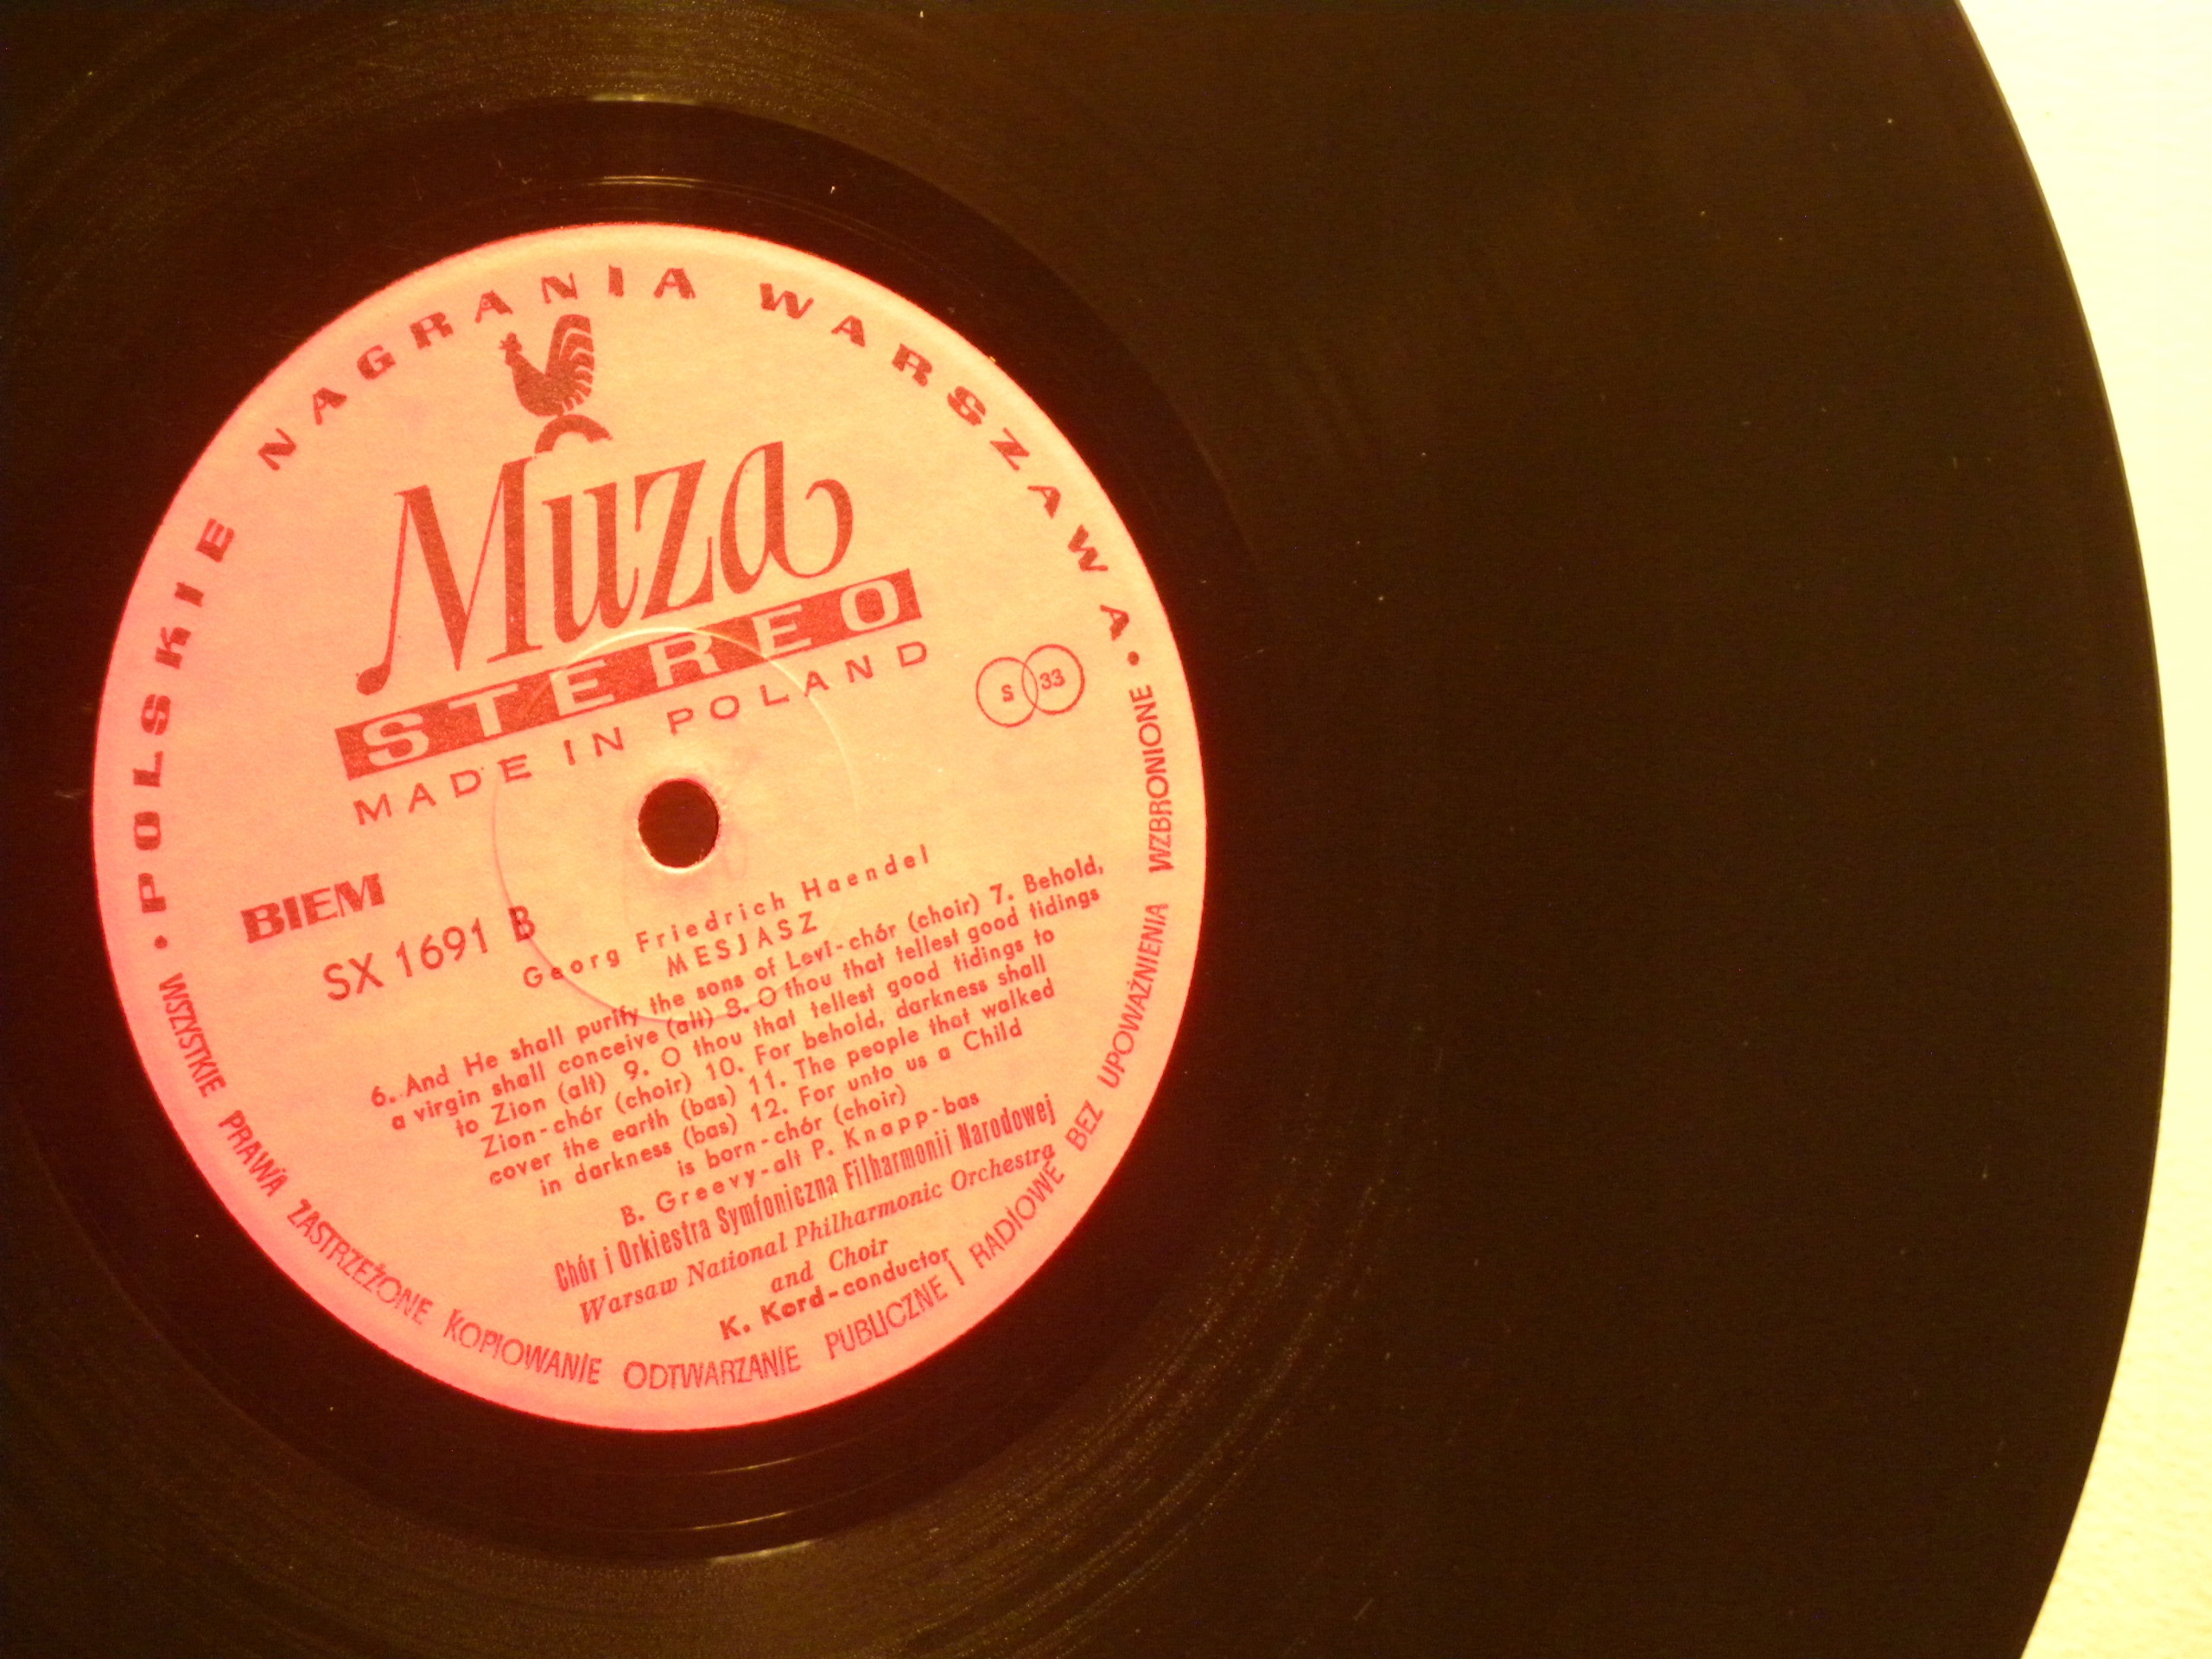 • POLSKIE NAGRANIA WARSZAWA •
Muza
STEREO
MADE IN POLAND
S 33
BIEM
SX 1691 B
Georg Friedrich Haendel
MESJASZ
6. And He shall purify the sons of Levi-chór (choir) 7. Behold,
a virgin shall conceive (alt) 8. O thou that tellest good tidings
to Zion (alt) 9. O thou that tellest good tidings to
Zion-chór (choir) 10. For behold, darkness shall
cover the earth (bas) 11. The people that walked
in darkness (bas) 12. For unto us a Child
is born-chór (choir)
B. Greevy-alt P. Knapp-bas
Chór i Orkiestra Symfoniczna Filharmonii Narodowej
Warsaw National Philharmonic Orchestra
and Choir
K. Kord-conductor
WSZYSTKIE PRAWA ZASTRZEŻONE KOPIOWANIE ODTWARZANIE PUBLICZNE I RADIOWE BEZ UPOWAŻNIENIA WZBRONIONE